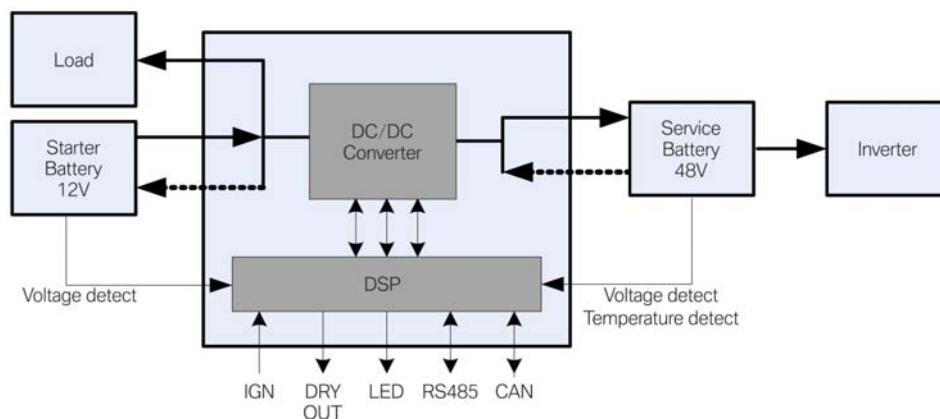 Load
Starter
Battery
12V
DC/DC
Converter
Service
Battery
48V
Inverter
DSP
Voltage detect
Voltage detect
Temperature detect
IGN
DRY
OUT
LED
RS485
CAN